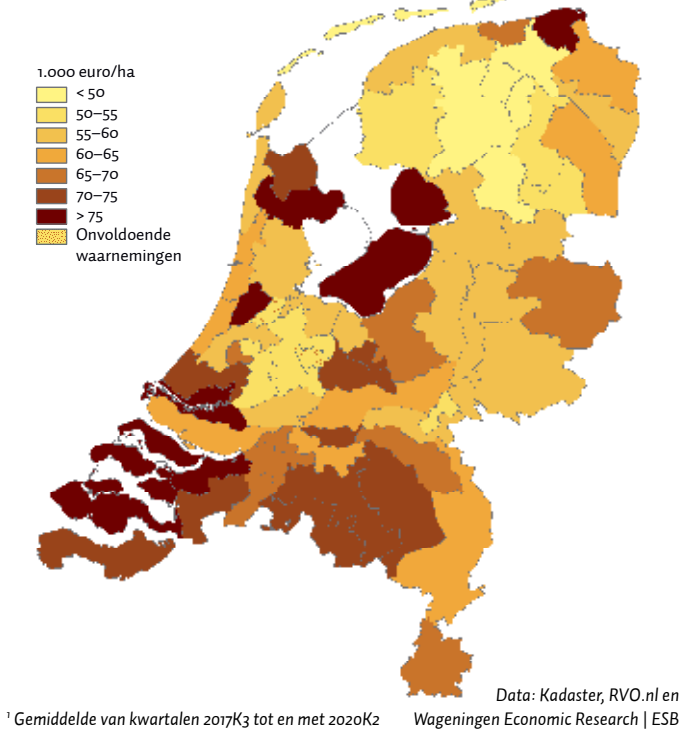 1.000 euro/ha
< 50
50–55
55–60
60–65
65–70
70–75
> 75
Onvoldoende
waarnemingen
Data: Kadaster, RVO.nl en
¹ Gemiddelde van kwartalen 2017K3 tot en met 2020K2 Wageningen Economic Research | ESB